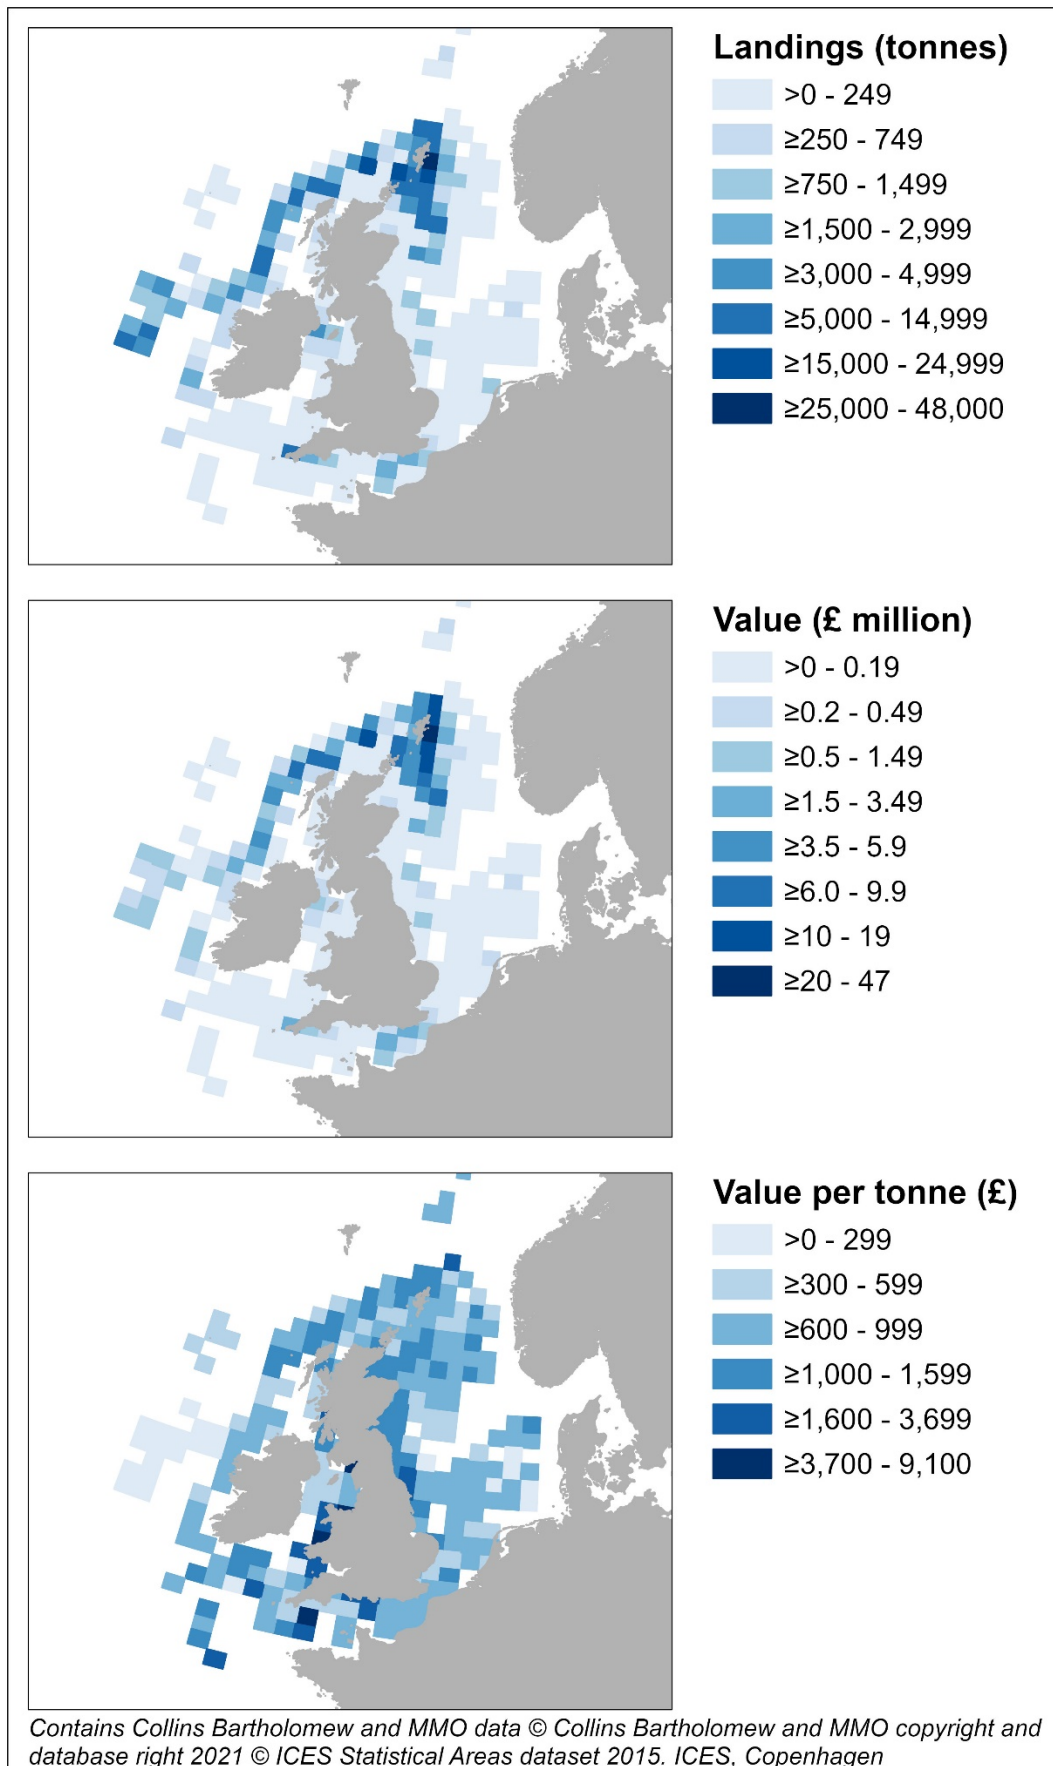 Landings (tonnes)
>0 - 249
≥250 - 749
≥750 - 1,499
≥1,500 - 2,999
≥3,000 - 4,999
≥5,000 - 14,999
≥15,000 - 24,999
≥25,000 - 48,000
Value (£ million)
>0 - 0.19
≥0.2 - 0.49
≥0.5 - 1.49
≥1.5 - 3.49
≥3.5 - 5.9
≥6.0 - 9.9
≥10 - 19
≥20 - 47
Value per tonne (£)
>0 - 299
≥300 - 599
≥600 - 999
≥1,000 - 1,599
≥1,600 - 3,699
≥3,700 - 9,100
Contains Collins Bartholomew and MMO data © Collins Bartholomew and MMO copyright and
database right 2021 © ICES Statistical Areas dataset 2015. ICES, Copenhagen